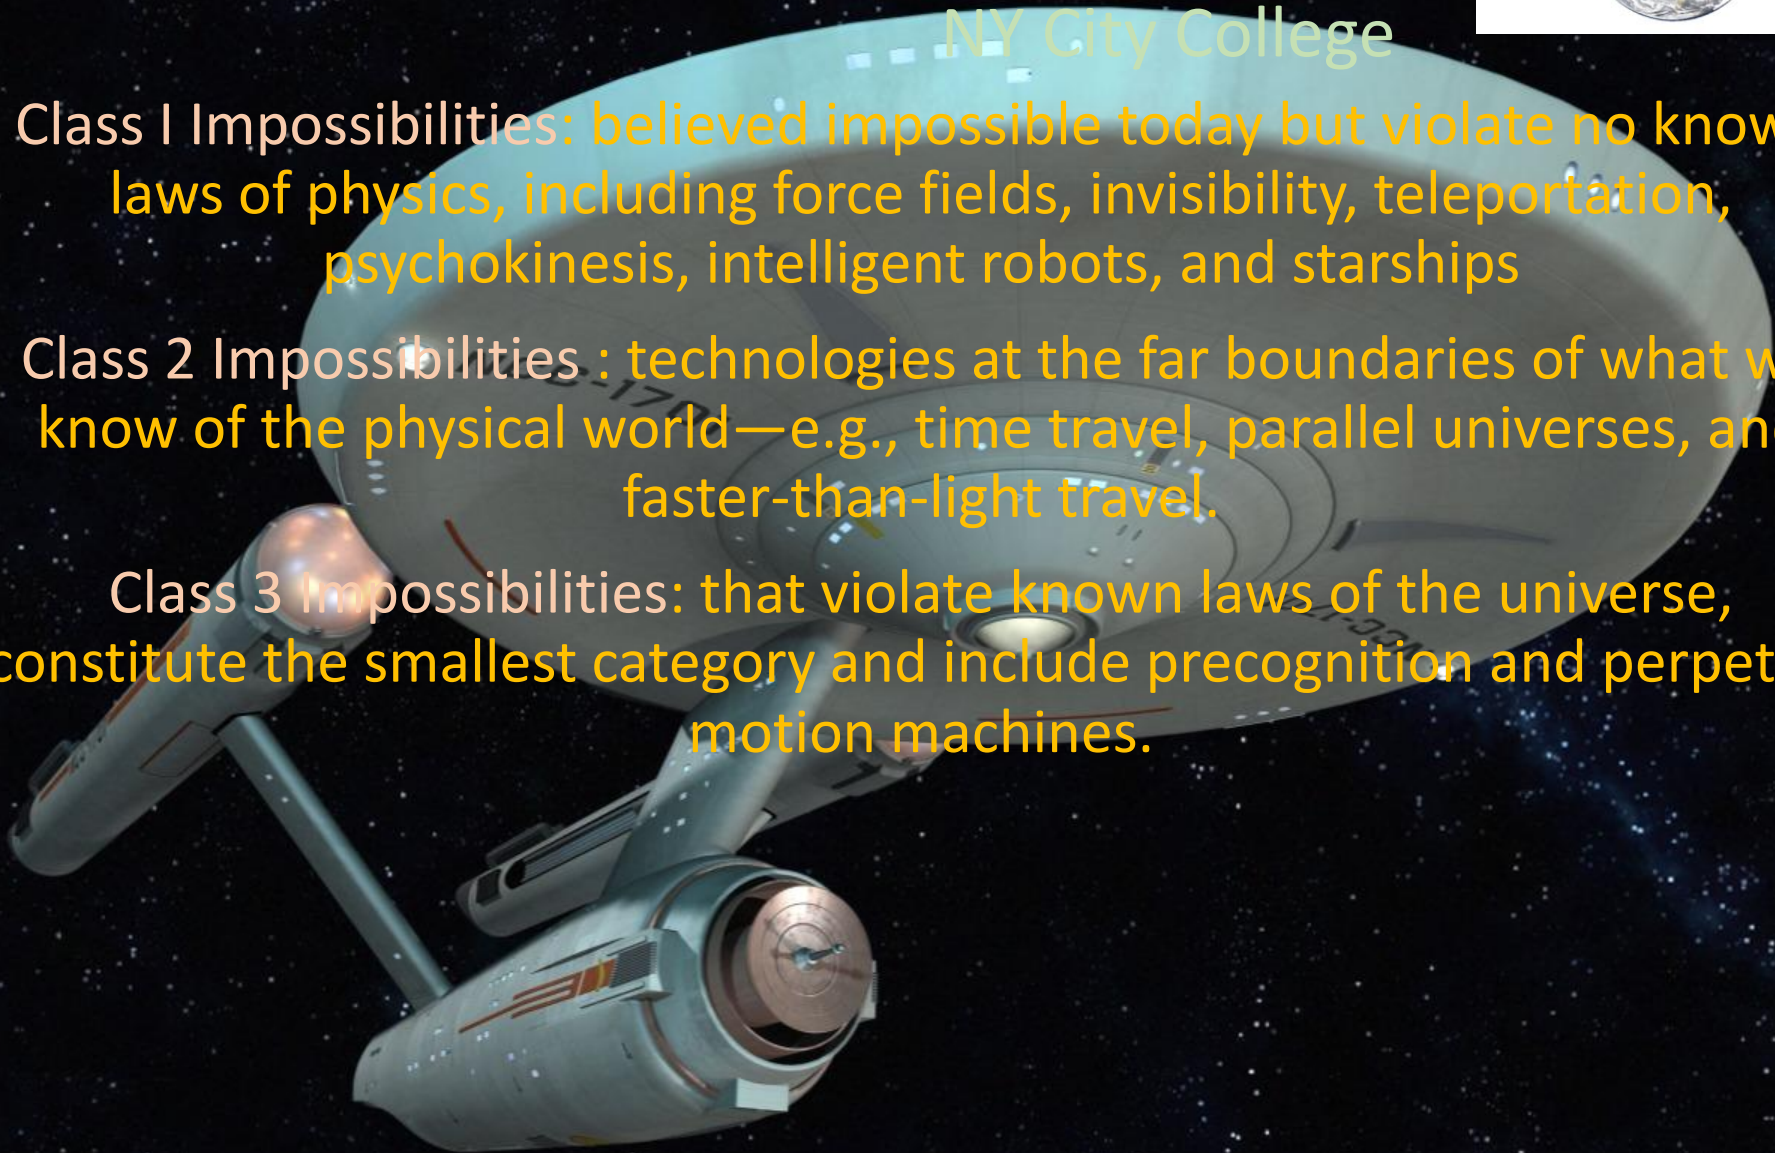 NY City College
Class I Impossibilities: believed impossible today but violate no know
laws of physics, including force fields, invisibility, teleportation,
psychokinesis, intelligent robots, and starships
Class 2 Impossibilities : technologies at the far boundaries of what w
know of the physical world—e.g., time travel, parallel universes, an
faster-than-light travel.
Class 3 Impossibilities: that violate known laws of the universe,
constitute the smallest category and include precognition and perpet
motion machines.